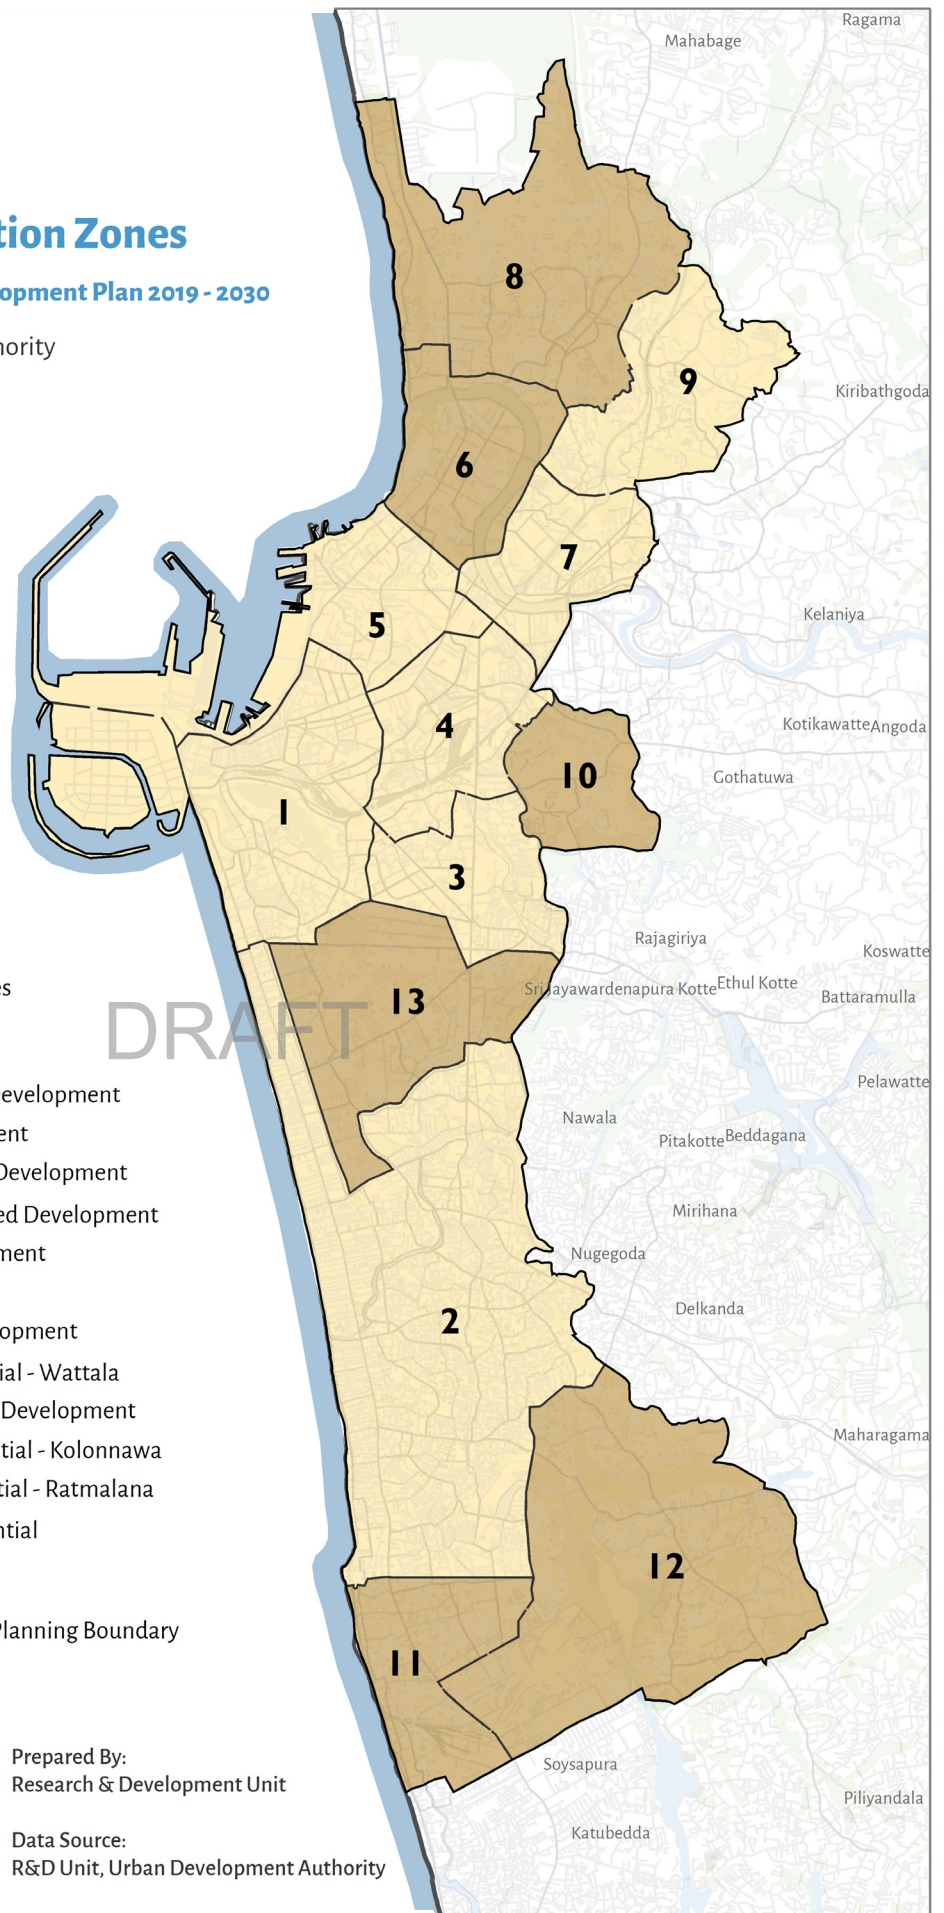 Ragama
Mahabage
tion Zones
opment Plan 2019 - 2030
hority
8
9
Kiribathgoda
6
7
5
Kelaniya
4
Kotikawatte
Angoda
10
Gothatuwa
1
3
Rajagiriya
Koswatte
es
13
Sri Jayawardenapura Kotte
Ethul Kotte
Battaramulla
DRAFT
evelopment
Pelawatte
Nawala
ent
Pitakotte
Beddagana
Development
Mirihana
ed Development
ment
Nugegoda
Delkanda
2
opment
ial - Wattala
Development
Maharagama
tial - Kolonnawa
tial - Ratmalana
ntial
12
Planning Boundary
11
Prepared By:
Research & Development Unit
Soysapura
Piliyandala
Katubedda
Data Source:
R&D Unit, Urban Development Authority